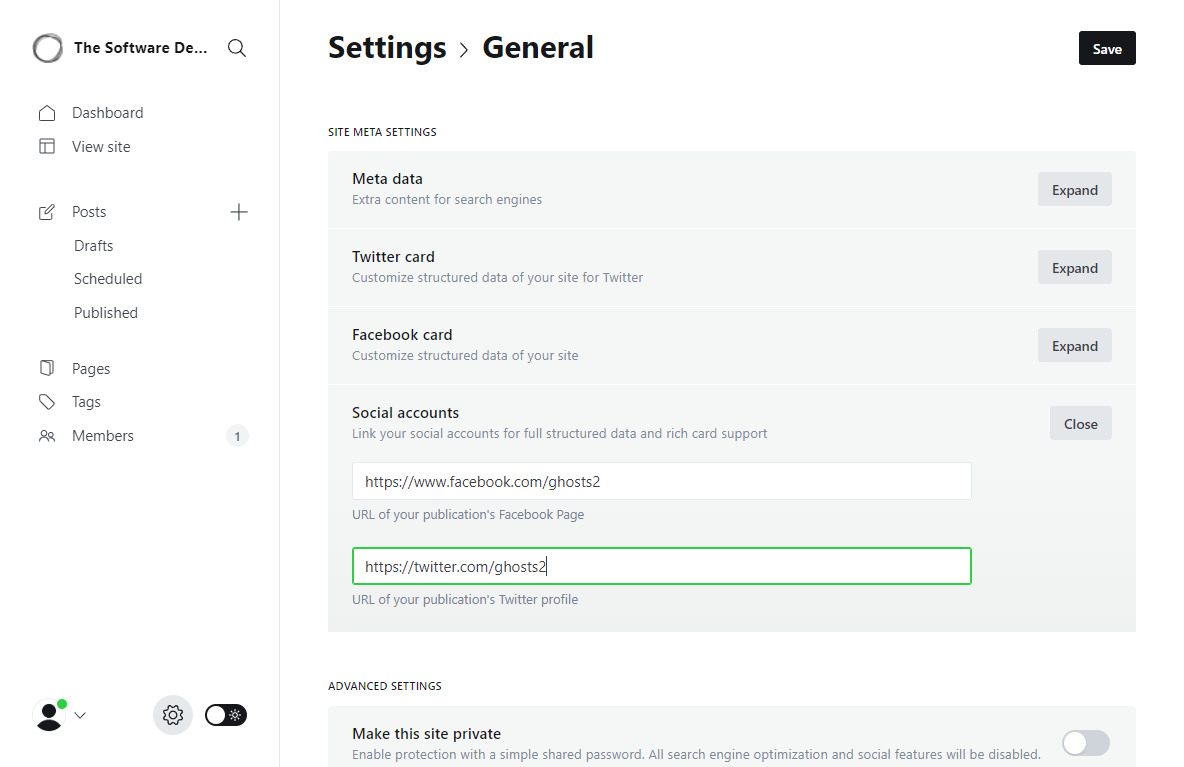 The Software De...
Settings > General
Save
Dashboard
View site
Posts
Drafts
Scheduled
Published
Pages
Tags
Members
1
SITE META SETTINGS
Meta data
Extra content for search engines
Expand
Twitter card
Customize structured data of your site for Twitter
Expand
Facebook card
Customize structured data of your site
Expand
Social accounts
Link your social accounts for full structured data and rich card support
Close
https://www.facebook.com/ghosts2
URL of your publication's Facebook Page
https://twitter.com/ghosts2
URL of your publication's Twitter profile
ADVANCED SETTINGS
Make this site private
Enable protection with a simple shared password. All search engine optimization and social features will be disabled.